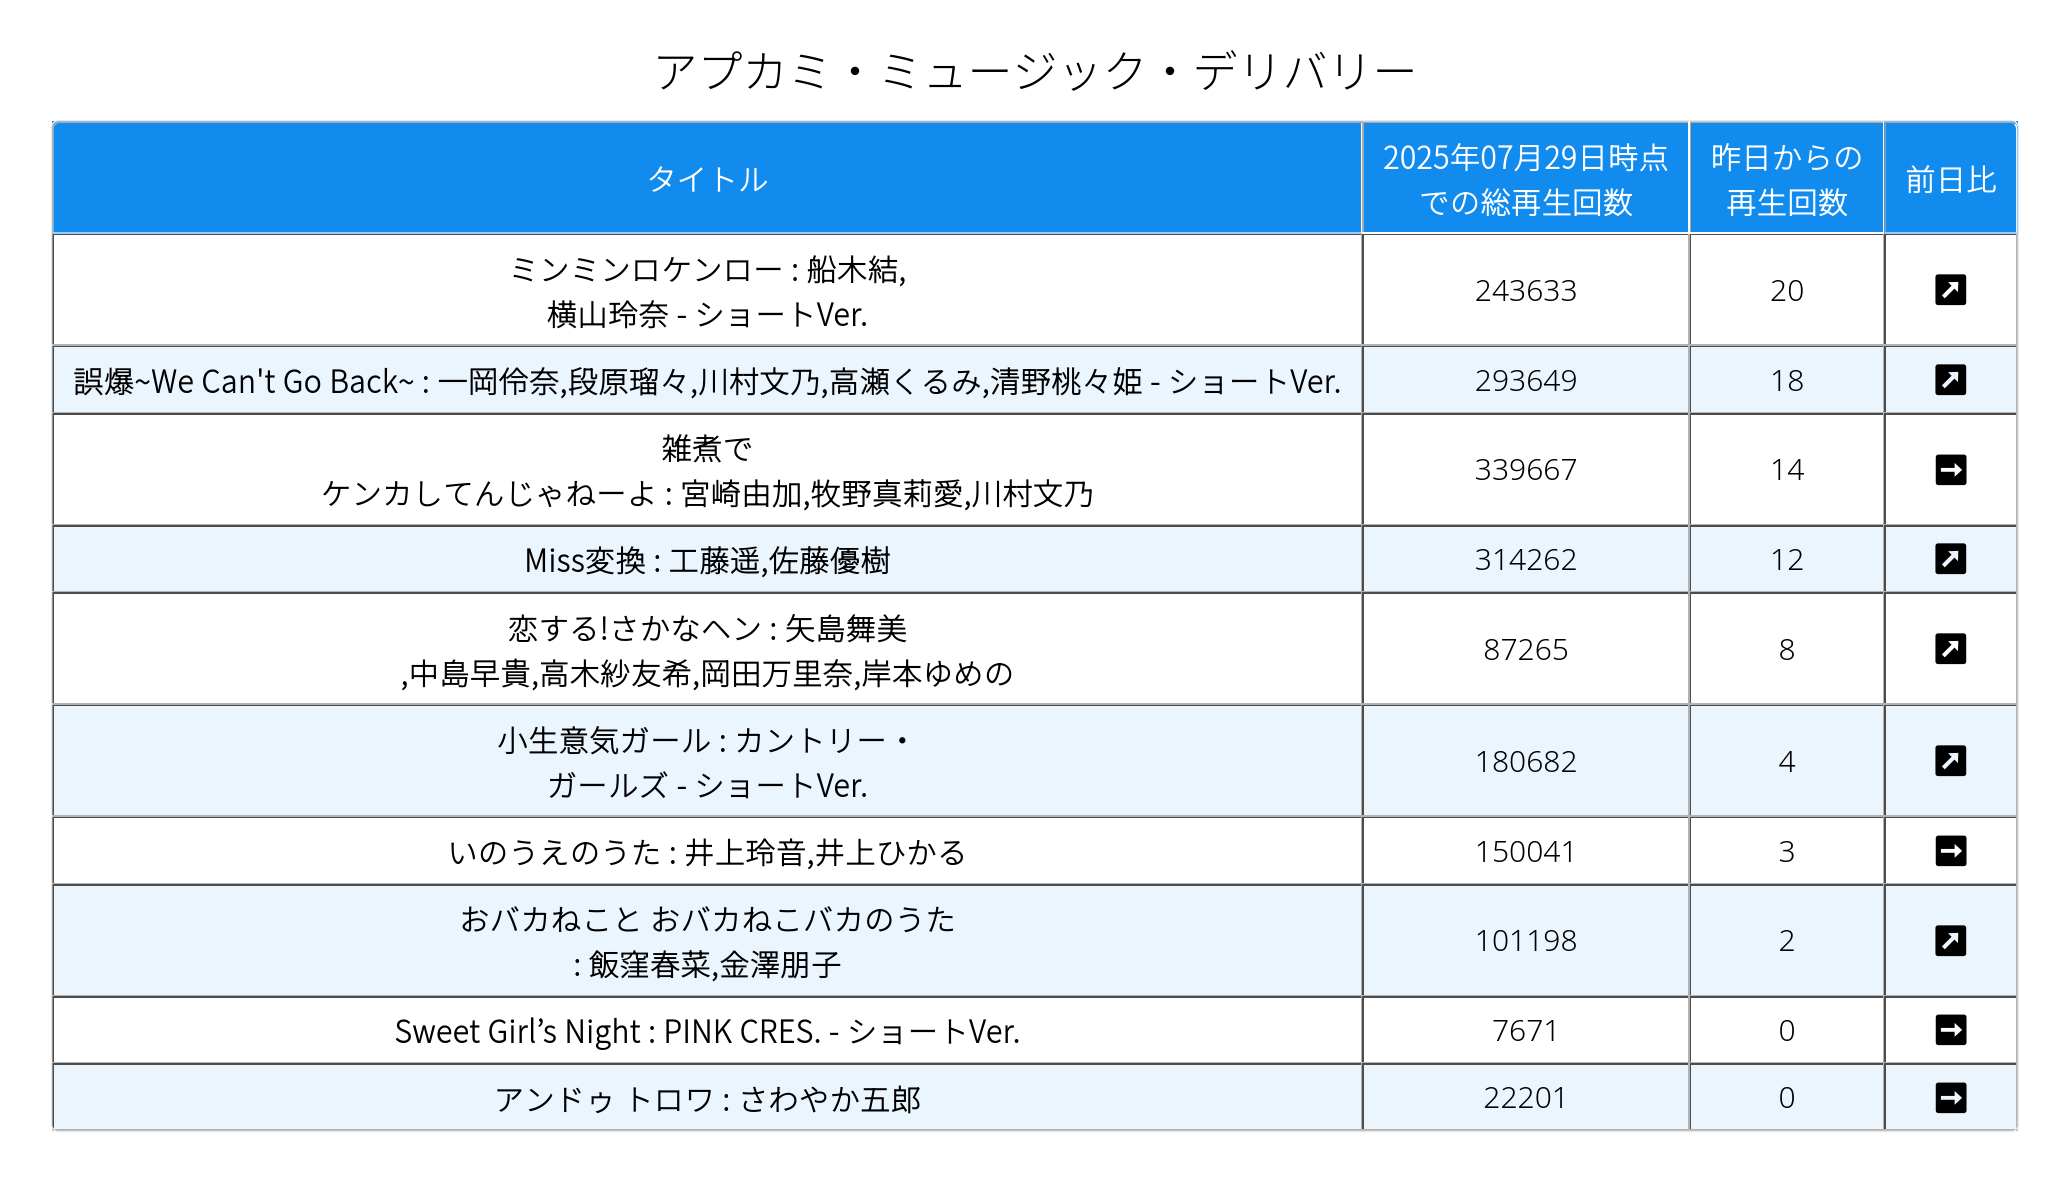 アプカミ・ミュージック・デリバリー
タイトル
2025年07月29日時点
での総再生回数
昨日からの
再生回数
前日比
ミンミンロケンロー : 船木結,
横山玲奈 - ショートVer.
243633
20
誤爆~We Can't Go Back~ : 一岡伶奈,段原瑠々,川村文乃,高瀬くるみ,清野桃々姫 - ショートVer.
293649
18
雑煮で
ケンカしてんじゃねーよ : 宮崎由加,牧野真莉愛,川村文乃
339667
14
Miss変換 : 工藤遥,佐藤優樹
314262
12
恋する!さかなヘン : 矢島舞美
,中島早貴,高木紗友希,岡田万里奈,岸本ゆめの
87265
8
小生意気ガール : カントリー・
ガールズ - ショートVer.
180682
4
いのうえのうた : 井上玲音,井上ひかる
150041
3
おバカねこと おバカねこバカのうた
: 飯窪春菜,金澤朋子
101198
2
Sweet Girl’s Night : PINK CRES. - ショートVer.
7671
0
アンドゥ トロワ : さわやか五郎
22201
0